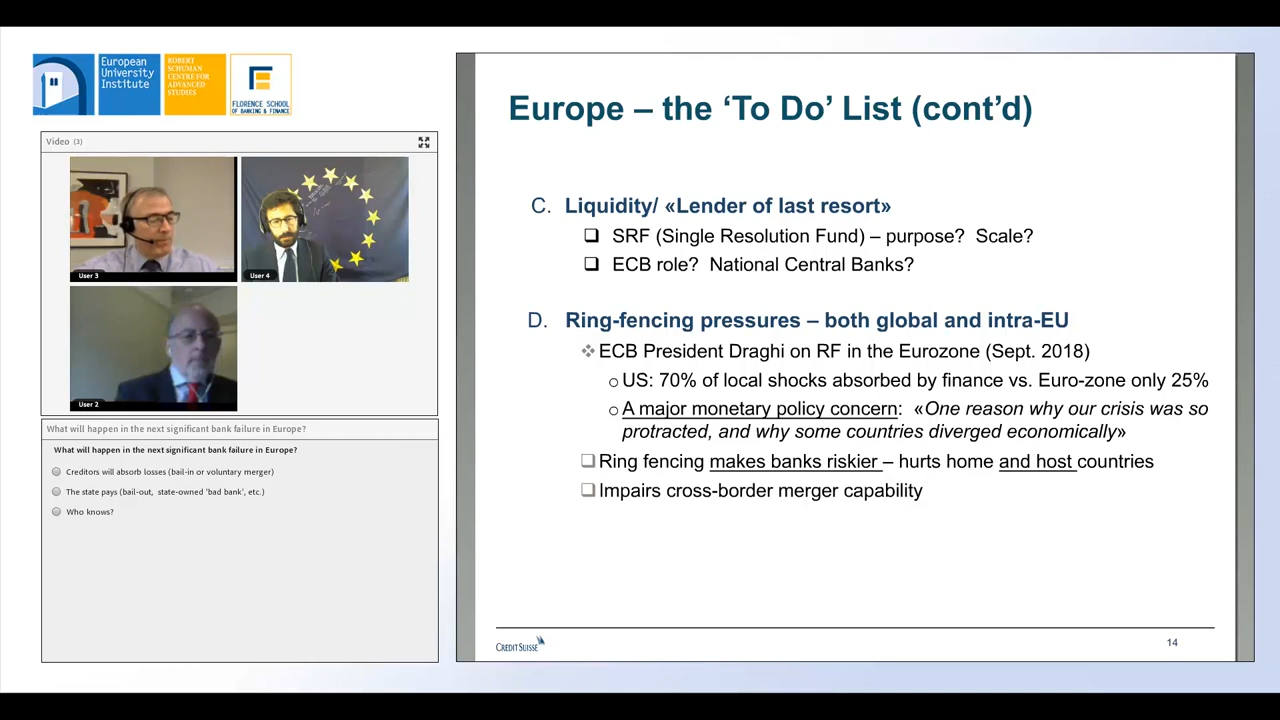 European
University
Institute
ROBERT
SCHUMAN
CENTRE FOR
ADVANCED
STUDIES
FLORENCE SCHOOL
OF BANKING & FINANCE
Video (3)
User 3
User 4
User 2
What will happen in the next significant bank failure in Europe?
What will happen in the next significant bank failure in Europe?
Creditors will absorb losses (bail-in or voluntary merger)
The state pays (bail-out, state-owned 'bad bank', etc.)
Who knows?
Europe – the ‘To Do’ List (cont’d)
C. Liquidity/ «Lender of last resort»
SRF (Single Resolution Fund) – purpose? Scale?
ECB role? National Central Banks?
D. Ring-fencing pressures – both global and intra-EU
ECB President Draghi on RF in the Eurozone (Sept. 2018)
US: 70% of local shocks absorbed by finance vs. Euro-zone only 25%
A major monetary policy concern: «One reason why our crisis was so
protracted, and why some countries diverged economically»
Ring fencing makes banks riskier – hurts home and host countries
Impairs cross-border merger capability
CREDIT SUISSE
14